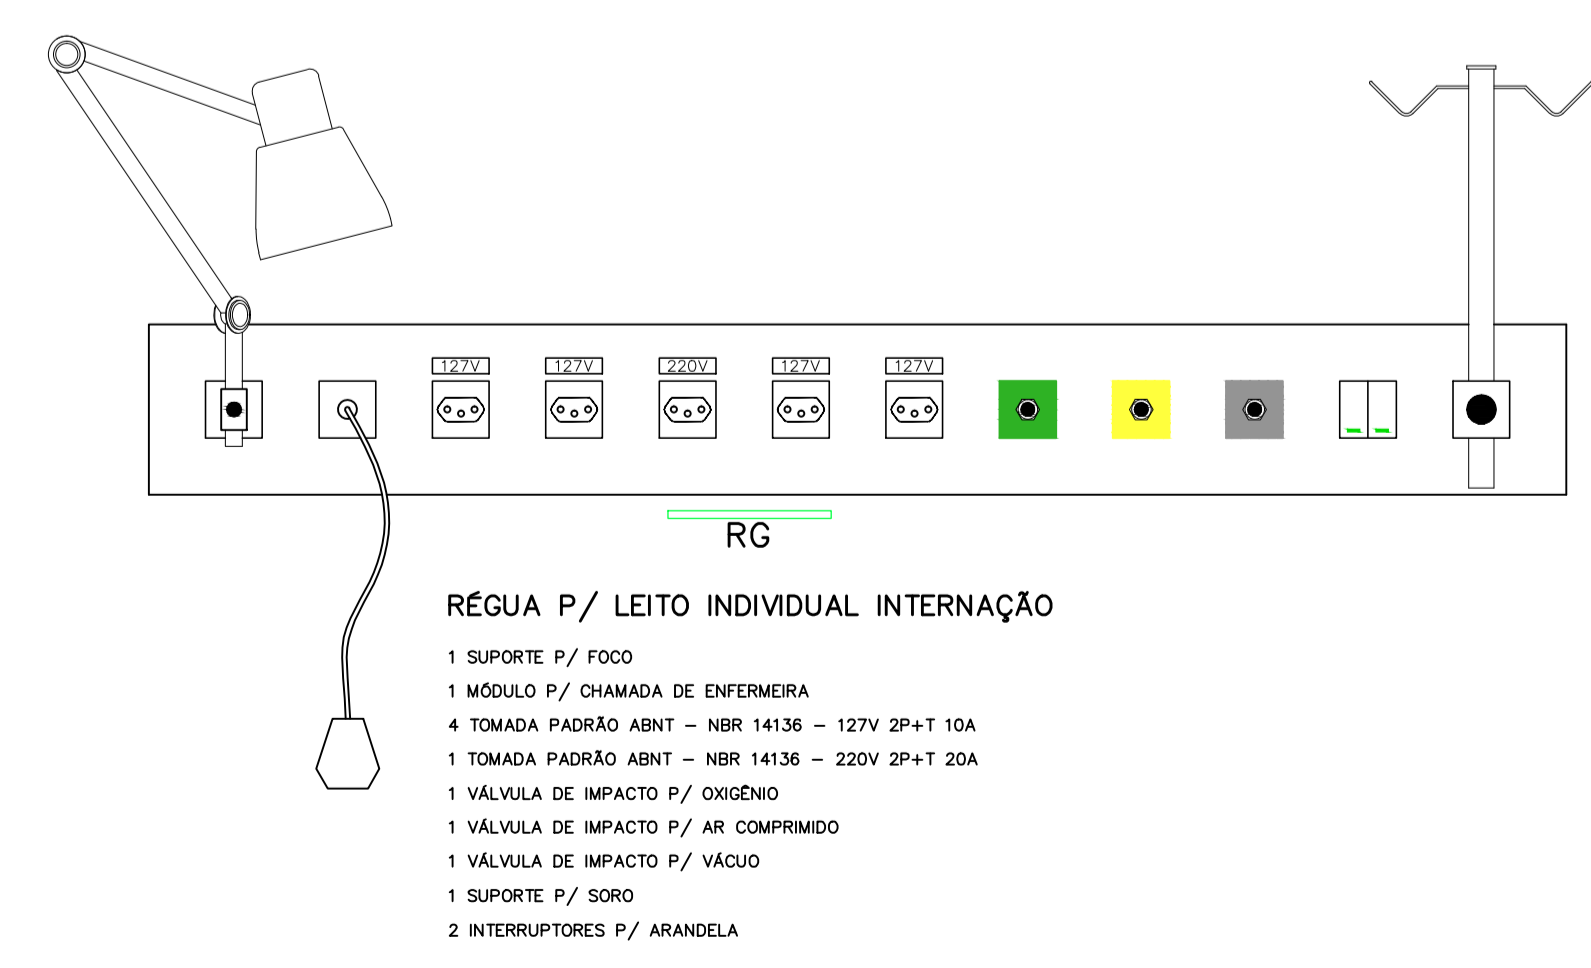 127V 127V 220V 127V 127V
RG
RÉGUA P/ LEITO INDIVIDUAL INTERNAÇÃO
1 SUPORTE P/ FOCO
1 MÓDULO P/ CHAMADA DE ENFERMEIRA
4 TOMADA PADRÃO ABNT – NBR 14136 – 127V 2P+T 10A
1 TOMADA PADRÃO ABNT – NBR 14136 – 220V 2P+T 20A
1 VÁLVULA DE IMPACTO P/ OXIGÊNIO
1 VÁLVULA DE IMPACTO P/ AR COMPRIMIDO
1 VÁLVULA DE IMPACTO P/ VÁCUO
1 SUPORTE P/ SORO
2 INTERRUPTORES P/ ARANDELA